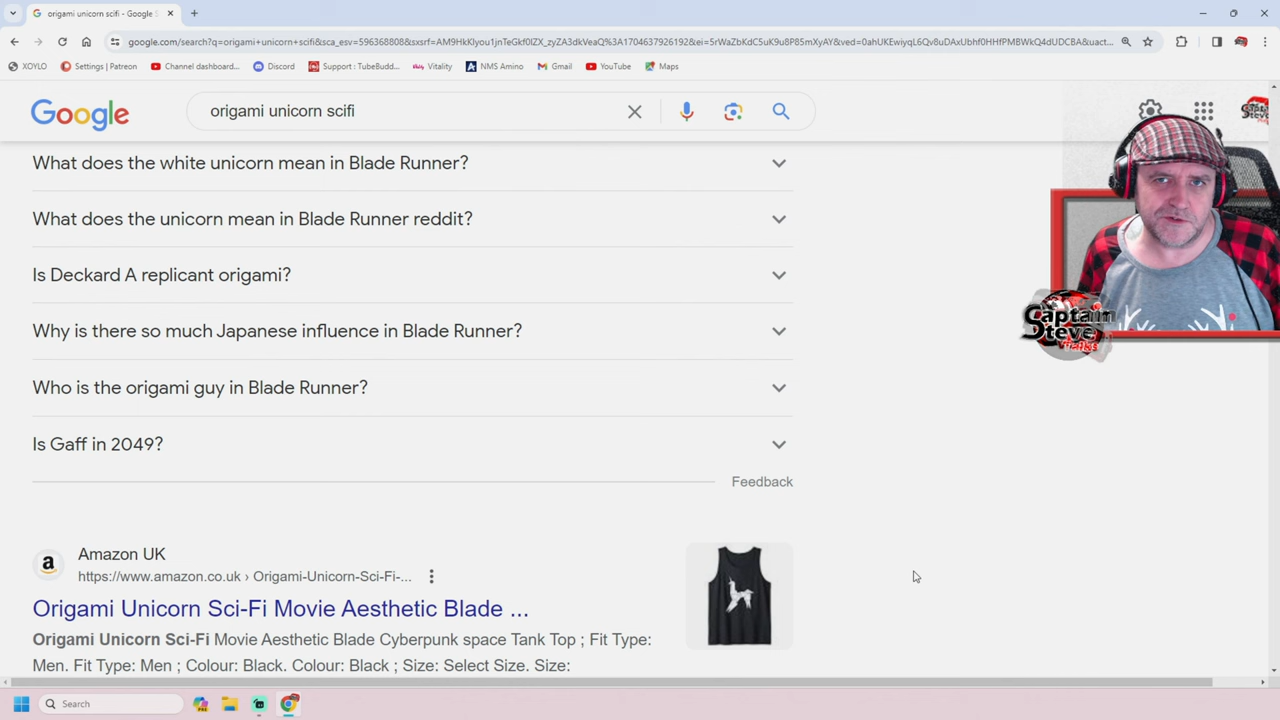 origami unicorn scifi - Google S
google.com/search?q=origami+unicorn+scifi&sca_esv=596368808&sxsrf=AM9HkKlyou1jnTeGkf0lZX_zyZA3dkVeaQ%3A1704637926192&ei=5rWaZbKdC5uK9u8P85mXyAY&ved=0ahUKEwiyqL6Qv8uDAxUbhf0HHfPMBWkQ4dUDCBA&uact...
XOYLO
Settings | Patreon
Channel dashboard...
Discord
Support : TubeBudd...
Vitality
NMS Amino
Gmail
YouTube
Maps
Google
origami unicorn scifi
What does the white unicorn mean in Blade Runner?
What does the unicorn mean in Blade Runner reddit?
Is Deckard A replicant origami?
Why is there so much Japanese influence in Blade Runner?
Who is the origami guy in Blade Runner?
Is Gaff in 2049?
Feedback
Captain
Steve
Talks
a
Amazon UK
https://www.amazon.co.uk › Origami-Unicorn-Sci-Fi-...
Origami Unicorn Sci-Fi Movie Aesthetic Blade ...
Origami Unicorn Sci-Fi Movie Aesthetic Blade Cyberpunk space Tank Top ; Fit Type:
Men. Fit Type: Men ; Colour: Black. Colour: Black ; Size: Select Size. Size:
Search